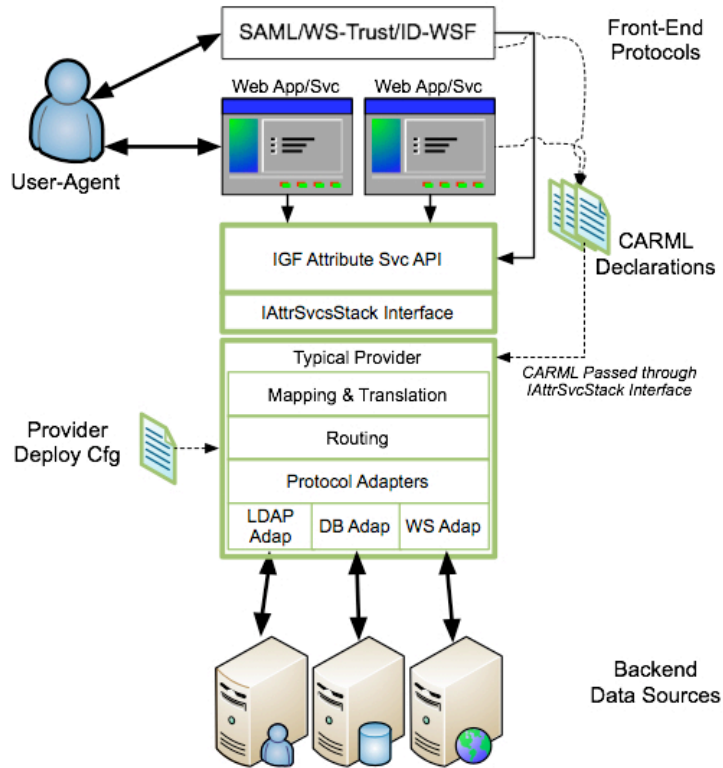 SAML/WS-Trust/ID-WSF
Front-End
Protocols
Web App/Svc
Web App/Svc
User-Agent
IGF Attribute Svc API
CARML
Declarations
IAttrSvcsStack Interface
Typical Provider
CARML Passed through
IAttrSvcStack Interface
Mapping & Translation
Provider
Deploy Cfg
Routing
Protocol Adapters
LDAP
Adap
DB Adap
WS Adap
Backend
Data Sources